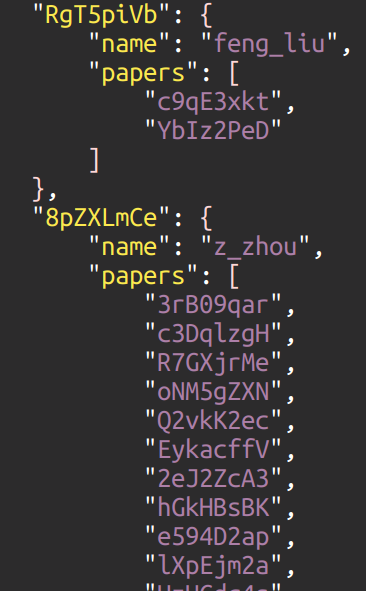 "RgT5piVb": {
"name": "feng_liu",
"papers": [
"c9qE3xkt",
"YbIz2PeD"
]
},
"8pZXLmCe": {
"name": "z_zhou",
"papers": [
"3rB09qar",
"c3DqlzgH",
"R7GXjrMe",
"oNM5gZXN",
"Q2vkK2ec",
"EykacffV",
"2eJ2ZcA3",
"hGkHBsBK",
"e594D2ap",
"lXpEjm2a",